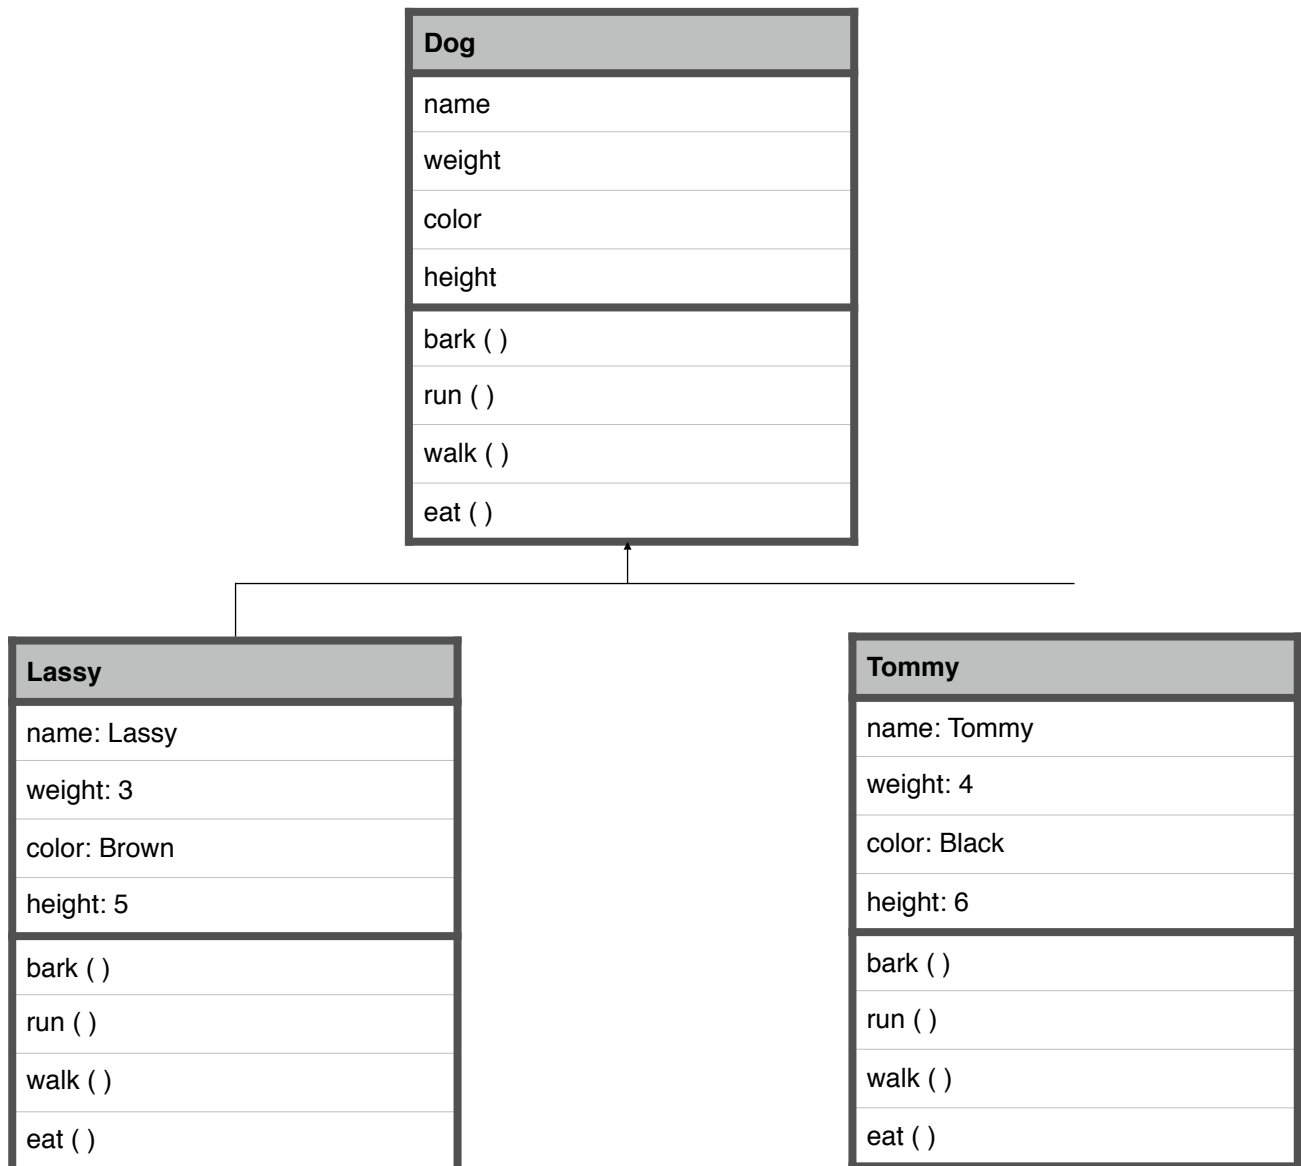 Dog
name
weight
color
height
bark ( )
run ( )
walk ( )
eat ( )
Lassy
name: Lassy
weight: 3
color: Brown
height: 5
bark ( )
run ( )
walk ( )
eat ( )
Tommy
name: Tommy
weight: 4
color: Black
height: 6
bark ( )
run ( )
walk ( )
eat ( )